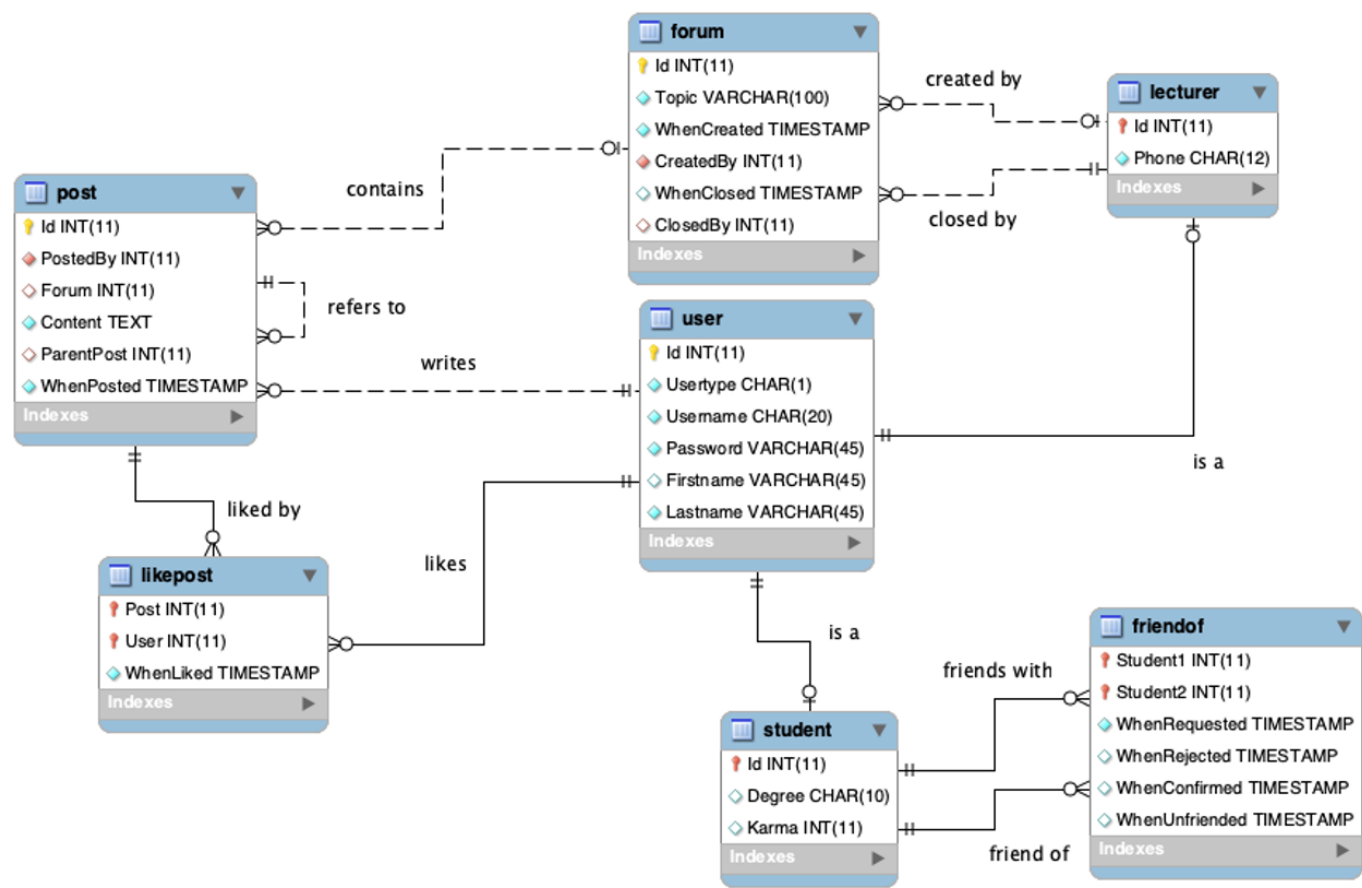 forum
Id INT(11)
Topic VARCHAR(100)
WhenCreated TIMESTAMP
CreatedBy INT(11)
WhenClosed TIMESTAMP
ClosedBy INT(11)
Indexes
created by
closed by
lecturer
Id INT(11)
Phone CHAR(12)
Indexes
contains
post
Id INT(11)
PostedBy INT(11)
Forum INT(11)
Content TEXT
ParentPost INT(11)
WhenPosted TIMESTAMP
Indexes
refers to
writes
user
Id INT(11)
Usertype CHAR(1)
Username CHAR(20)
Password VARCHAR(45)
Firstname VARCHAR(45)
Lastname VARCHAR(45)
Indexes
is a
liked by
likes
likepost
Post INT(11)
User INT(11)
WhenLiked TIMESTAMP
Indexes
is a
student
Id INT(11)
Degree CHAR(10)
Karma INT(11)
Indexes
friends with
friend of
friendof
Student1 INT(11)
Student2 INT(11)
WhenRequested TIMESTAMP
WhenRejected TIMESTAMP
WhenConfirmed TIMESTAMP
WhenUnfriended TIMESTAMP
Indexes